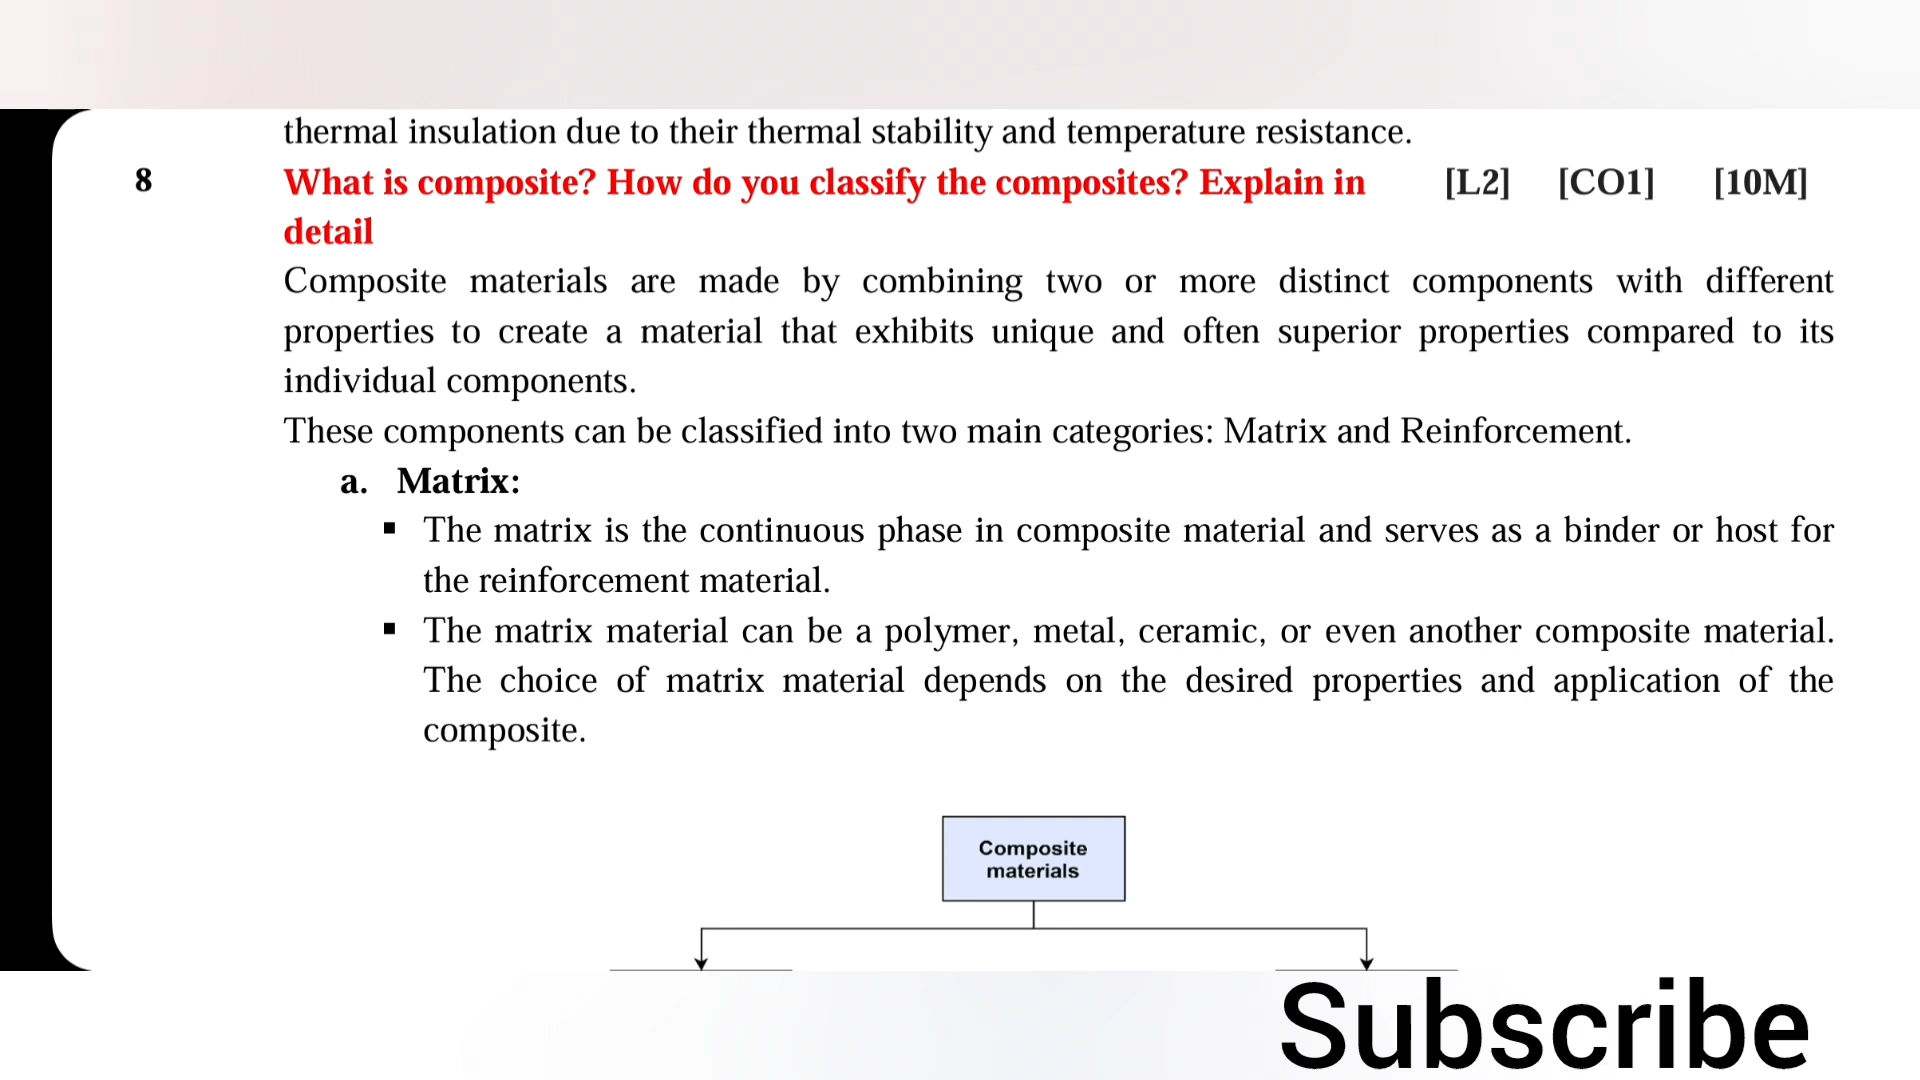 thermal insulation due to their thermal stability and temperature resistance.
8 What is composite? How do you classify the composites? Explain in [L2] [CO1] [10M]
detail
Composite materials are made by combining two or more distinct components with different
properties to create a material that exhibits unique and often superior properties compared to its
individual components.
These components can be classified into two main categories: Matrix and Reinforcement.
a. Matrix:
▪ The matrix is the continuous phase in composite material and serves as a binder or host for
the reinforcement material.
▪ The matrix material can be a polymer, metal, ceramic, or even another composite material.
The choice of matrix material depends on the desired properties and application of the
composite.
Composite
materials
Subscribe